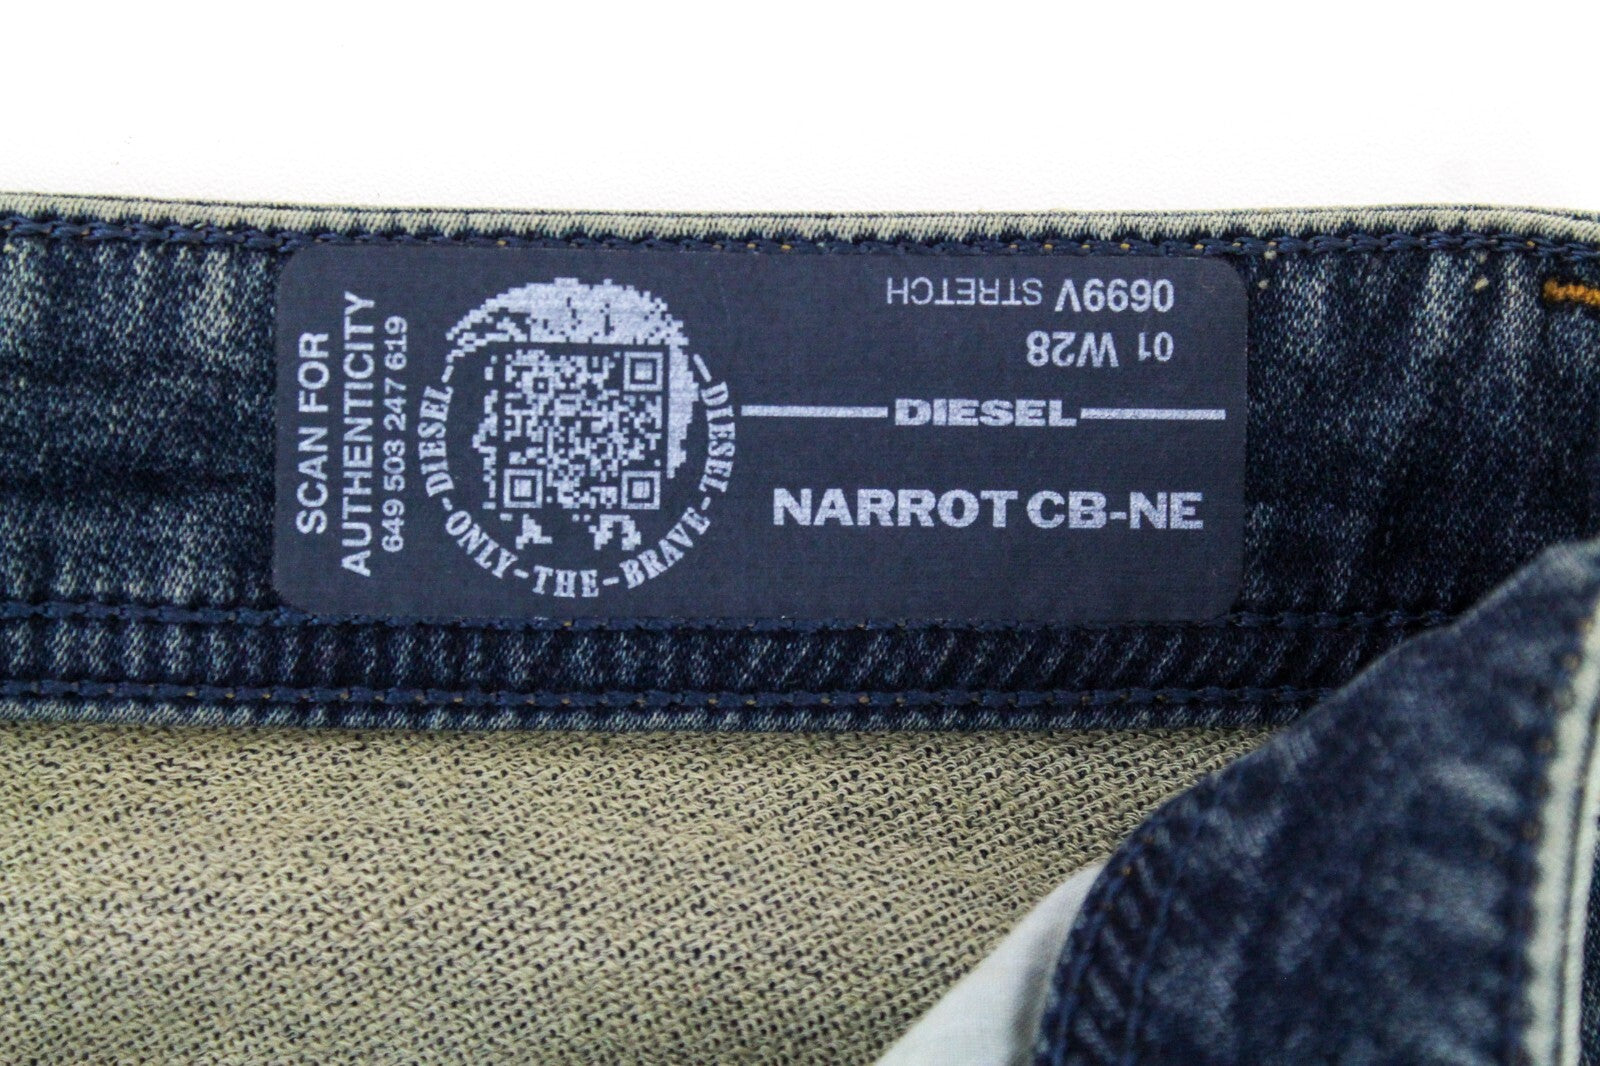 SCAN FOR
AUTHENTICITY
649 503 247 619
DIESEL-ONLY-THE-BRAVE-DIESEL
0699V STRETCH
01 W28
DIESEL
NARROT CB-NE